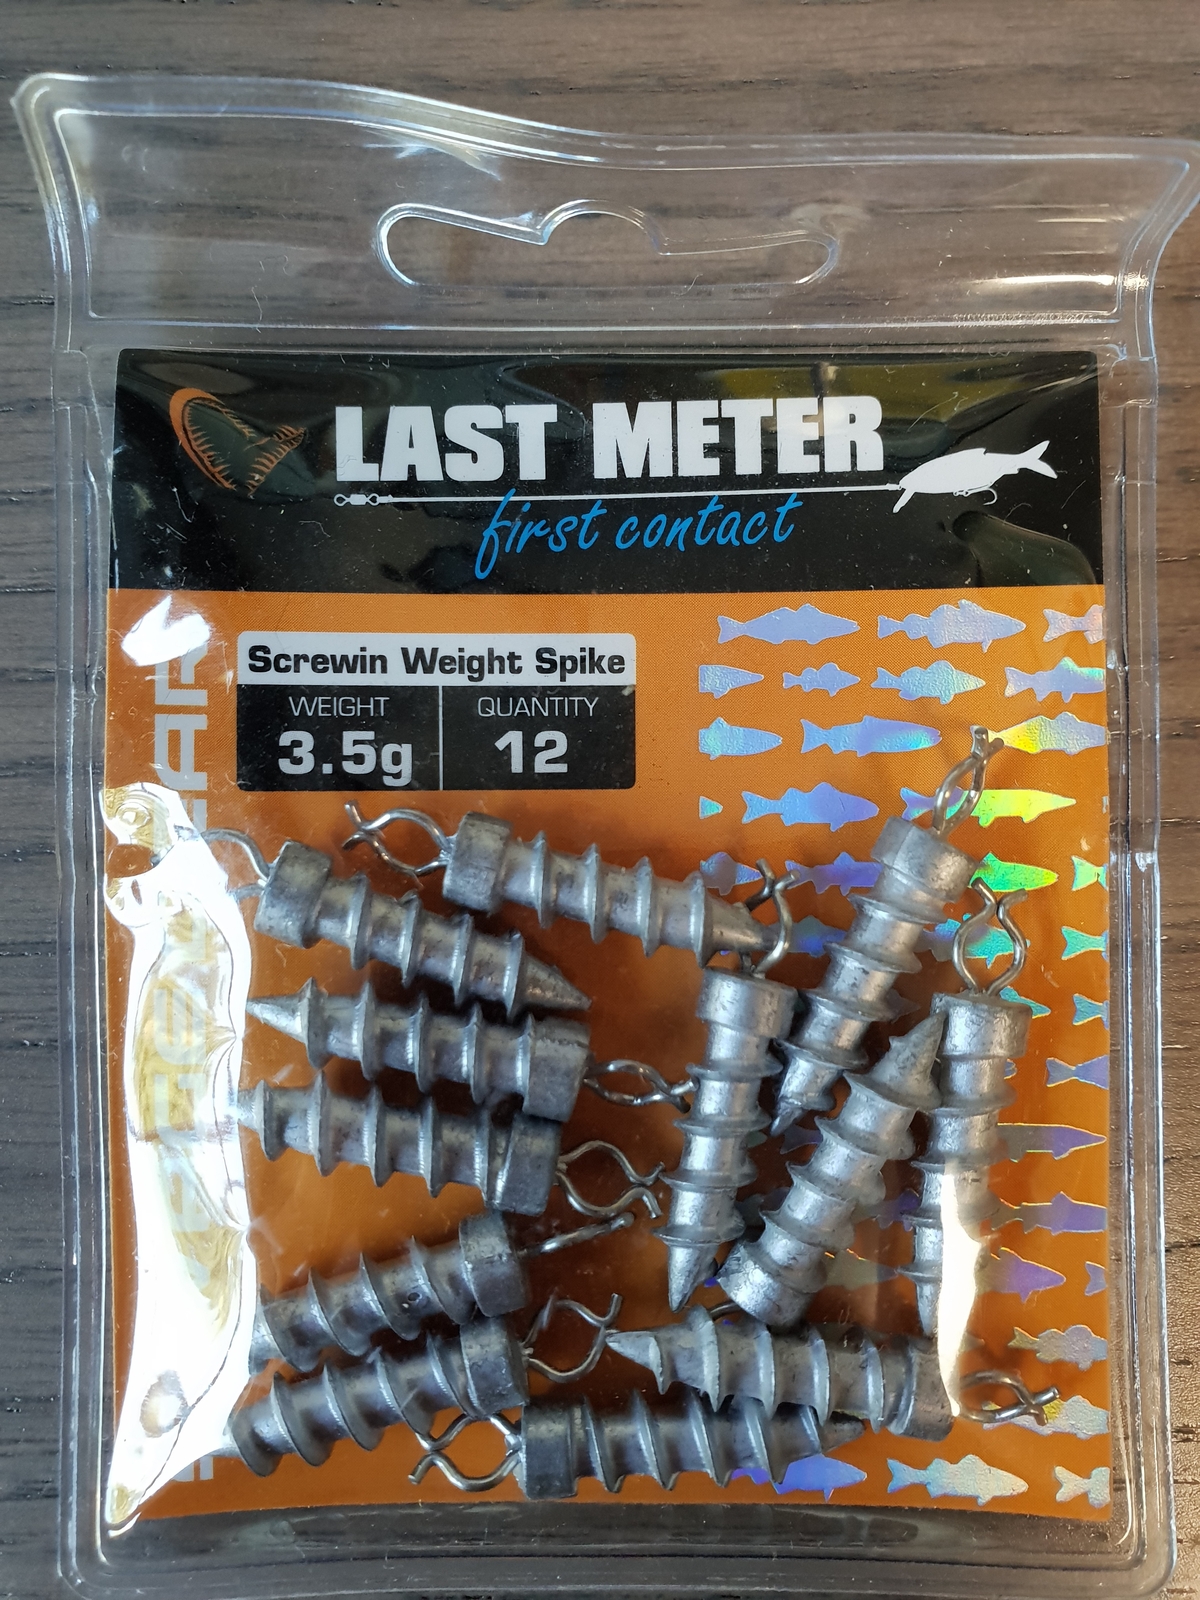 LAST METER
first contact
Screwin Weight Spike
WEIGHT
3.5g
QUANTITY
12